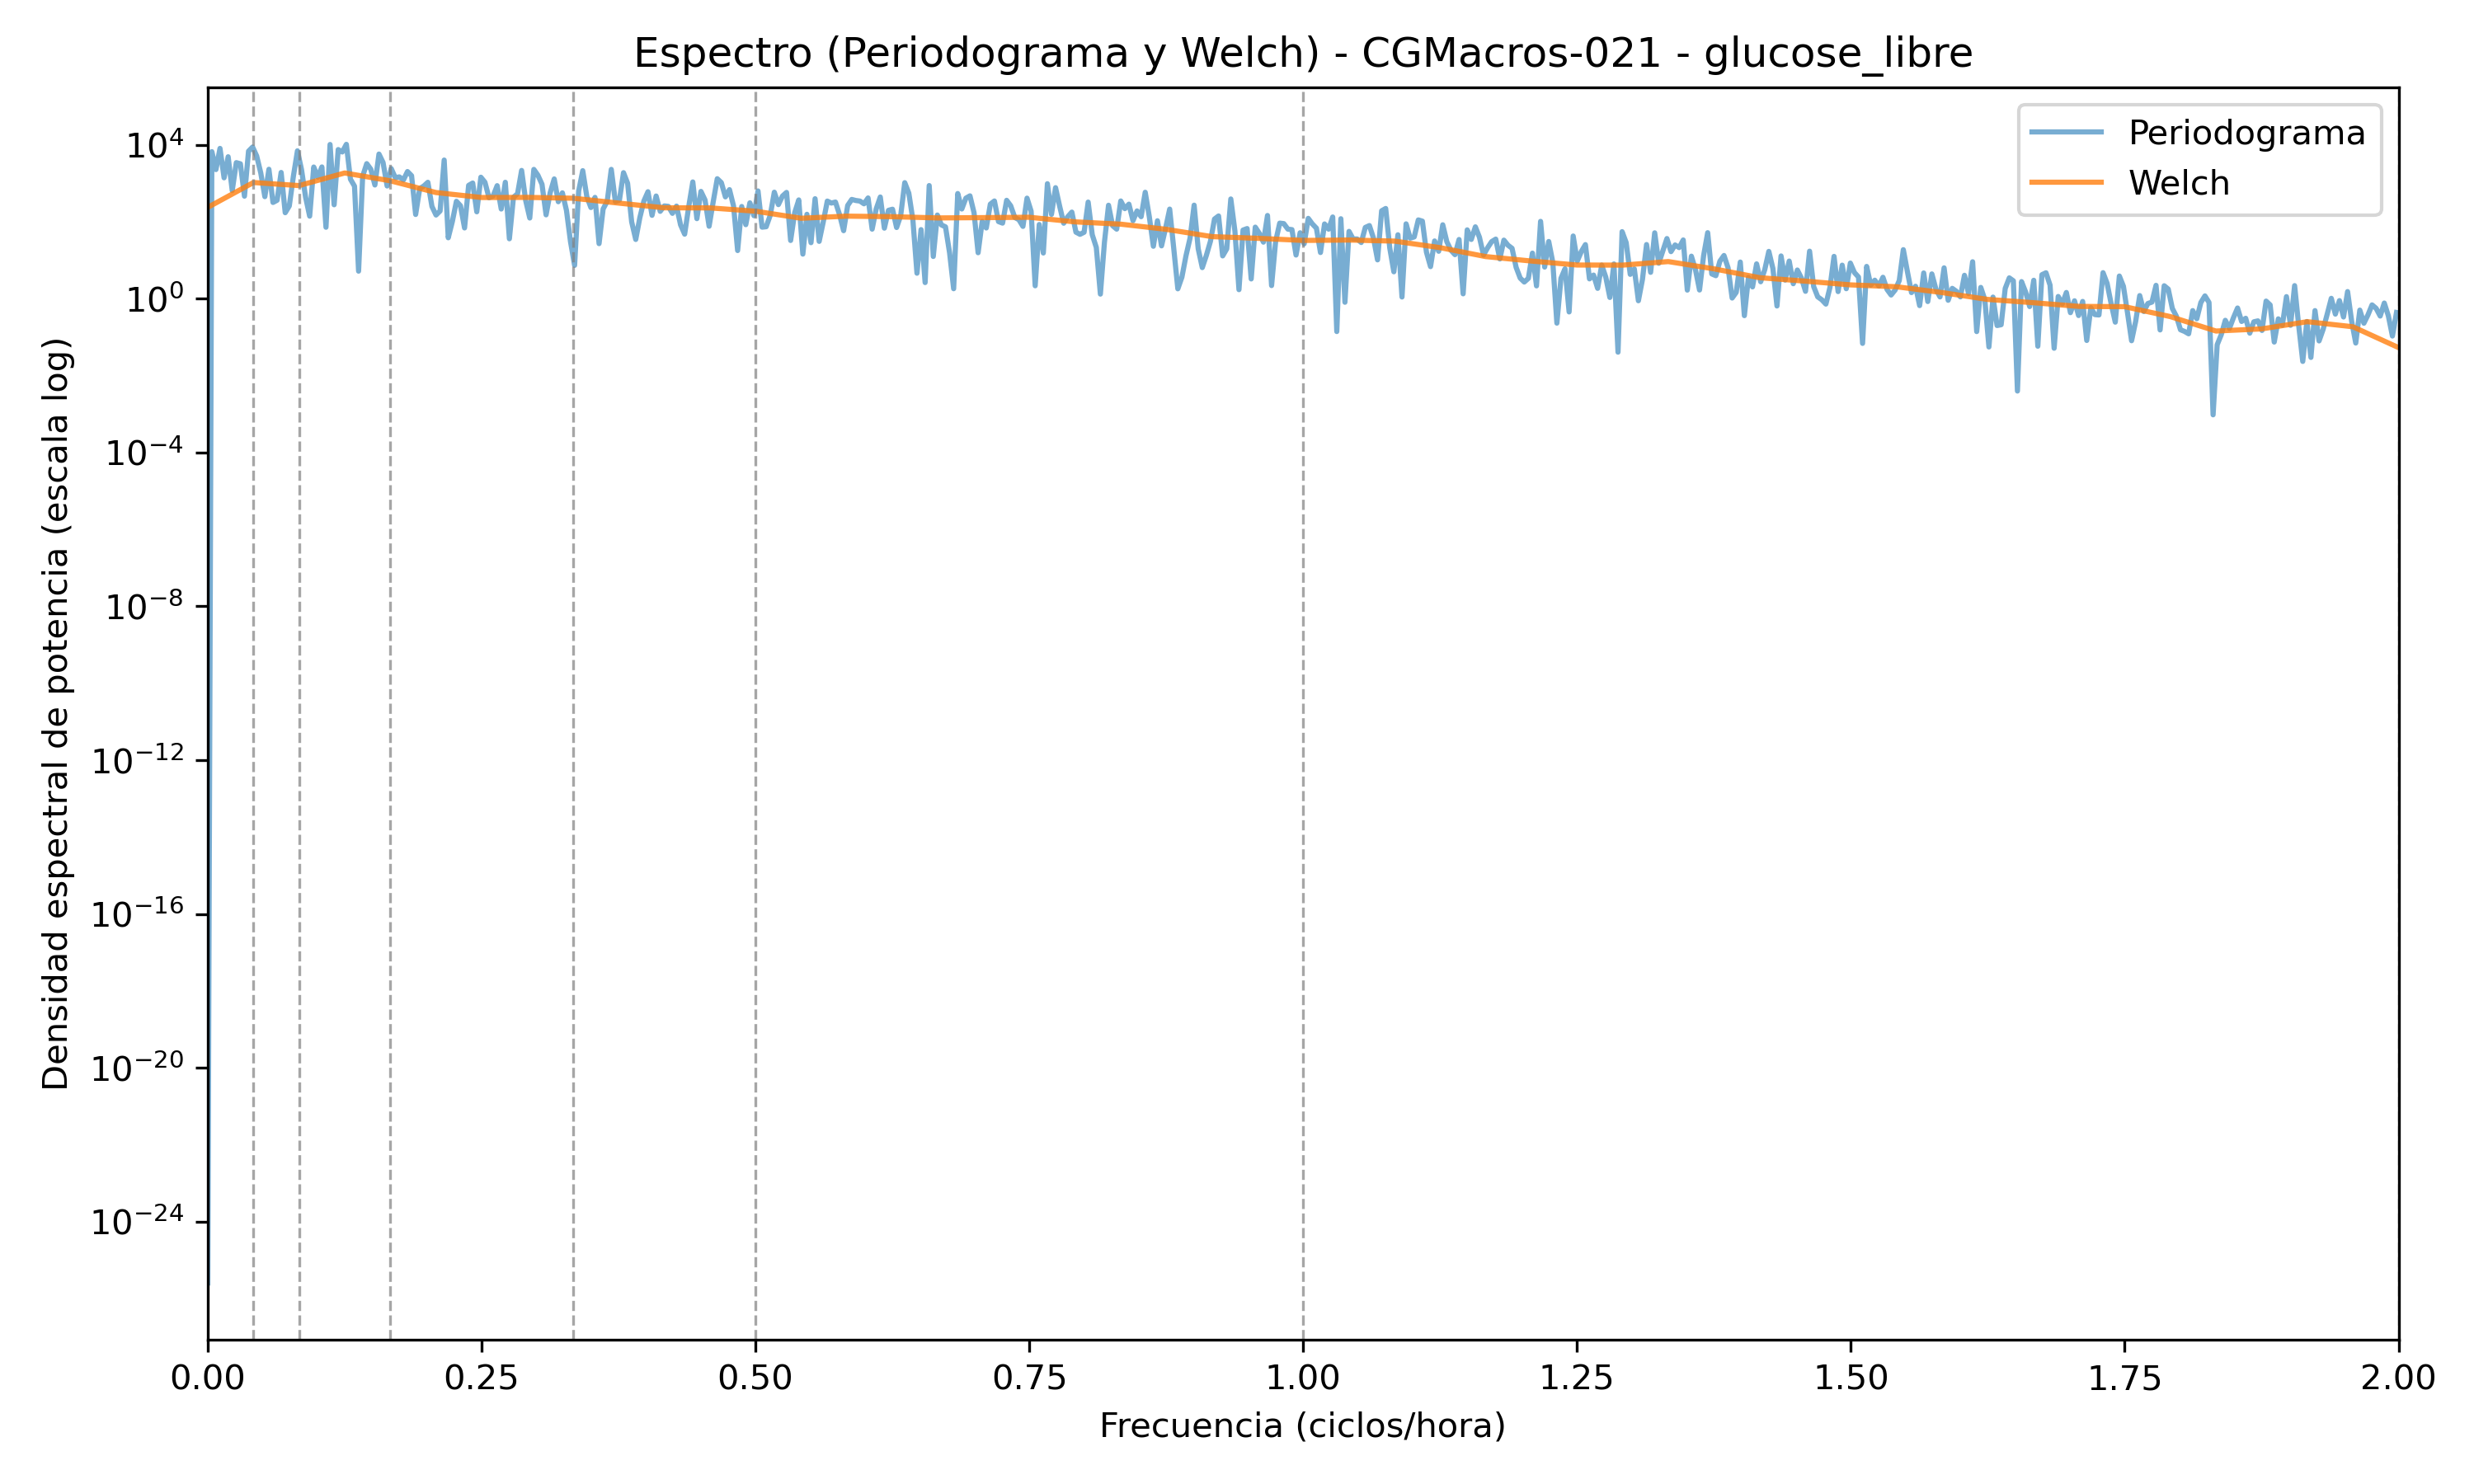 Espectro (Periodograma y Welch) - CGMacros-021 - glucose_libre
Periodograma
Welch
Densidad espectral de potencia (escala log)
10^4
10^0
10^−4
10^−8
10^−12
10^−16
10^−20
10^−24
0.00 0.25 0.50 0.75 1.00 1.25 1.50 1.75 2.00
Frecuencia (ciclos/hora)